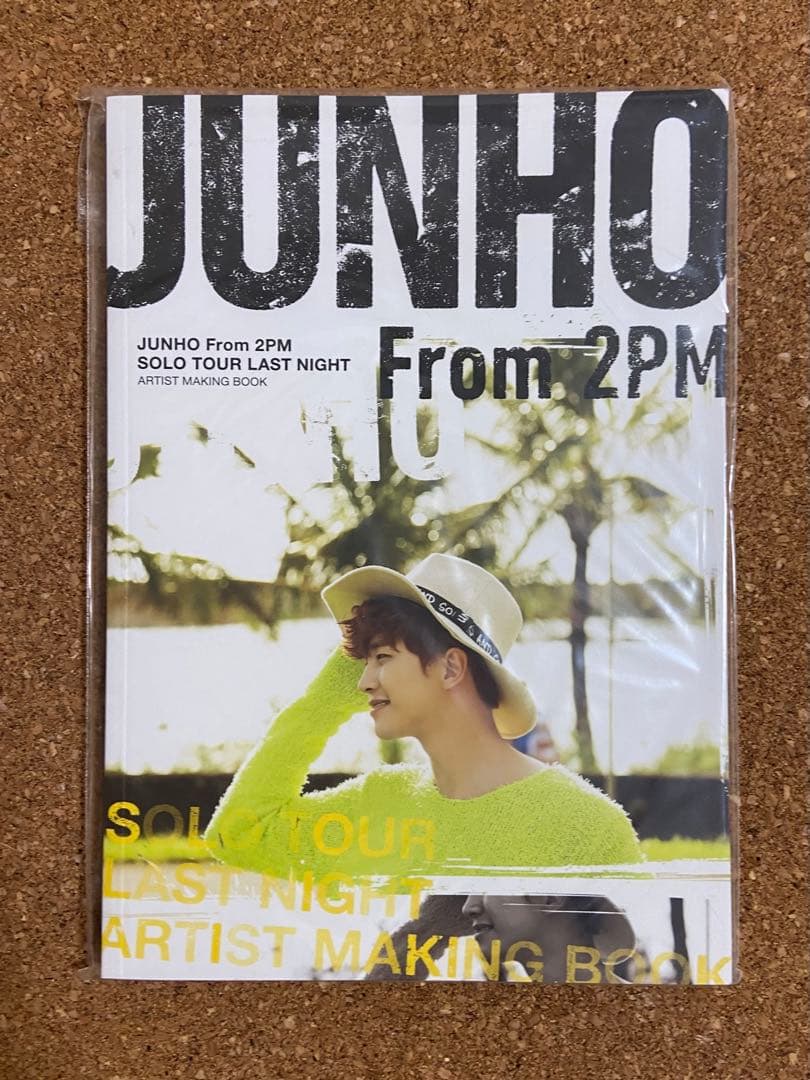 JUNHO
JUNHO From 2PM
SOLO TOUR LAST NIGHT
ARTIST MAKING BOOK
From 2PM
SOLO TOUR
LAST NIGHT
ARTIST MAKING BOOK